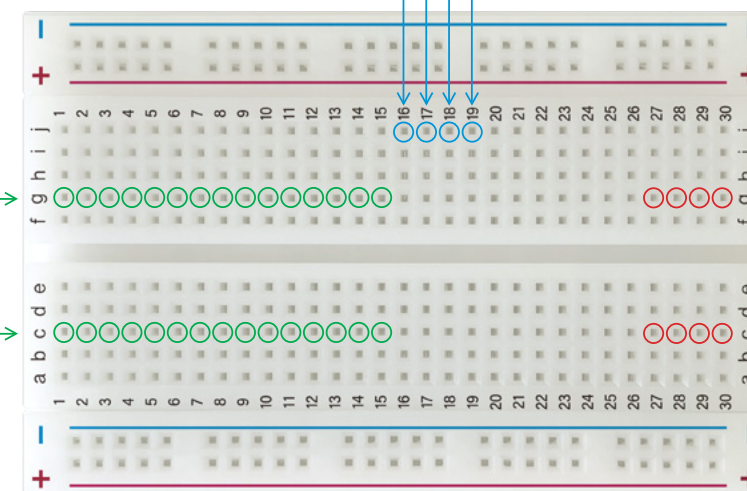 −
+
1 2 3 4 5 6 7 8 9 10 11 12 13 14 15 16 17 18 19 20 21 22 23 24 25 26 27 28 29 30
j j
i i
h h
g g
f f
e e
d d
c c
b b
a a
1 2 3 4 5 6 7 8 9 10 11 12 13 14 15 16 17 18 19 20 21 22 23 24 25 26 27 28 29 30
−
+